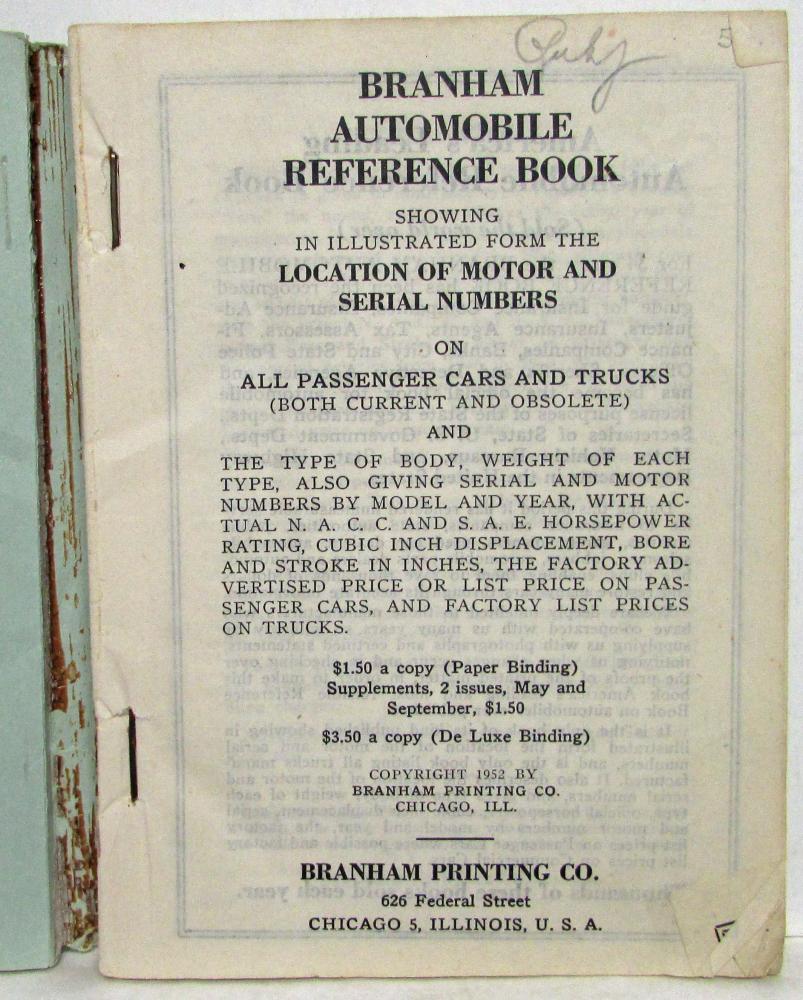 5
BRANHAM
AUTOMOBILE
REFERENCE BOOK
SHOWING
IN ILLUSTRATED FORM THE
LOCATION OF MOTOR AND
SERIAL NUMBERS
ON
ALL PASSENGER CARS AND TRUCKS
(BOTH CURRENT AND OBSOLETE)
AND
THE TYPE OF BODY, WEIGHT OF EACH
TYPE, ALSO GIVING SERIAL AND MOTOR
NUMBERS BY MODEL AND YEAR, WITH AC-
TUAL N. A. C. C. AND S. A. E. HORSEPOWER
RATING, CUBIC INCH DISPLACEMENT, BORE
AND STROKE IN INCHES, THE FACTORY AD-
VERTISED PRICE OR LIST PRICE ON PAS-
SENGER CARS, AND FACTORY LIST PRICES
ON TRUCKS.
$1.50 a copy (Paper Binding)
Supplements, 2 issues, May and
September, $1.50
$3.50 a copy (De Luxe Binding)
COPYRIGHT 1952 BY
BRANHAM PRINTING CO.
CHICAGO, ILL.
BRANHAM PRINTING CO.
626 Federal Street
CHICAGO 5, ILLINOIS, U. S. A.